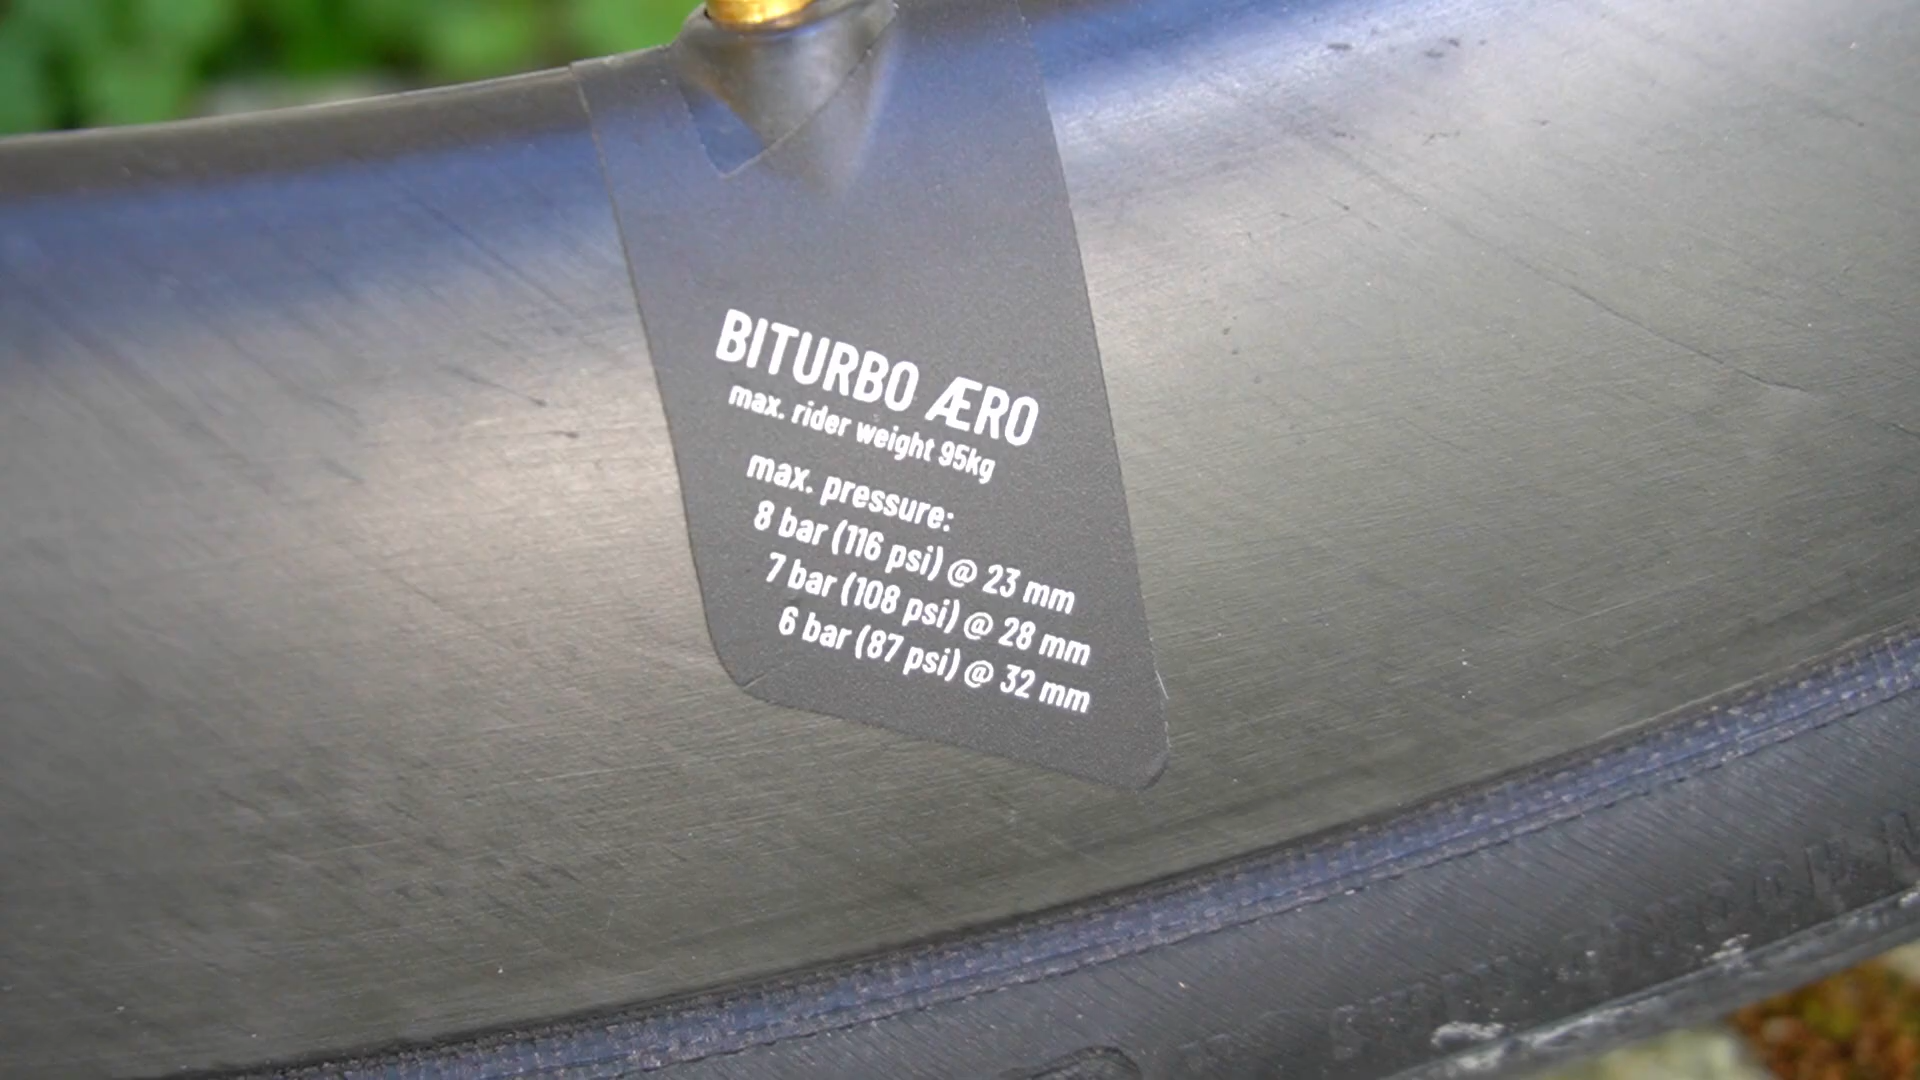 BITURBO ÆRO
max. rider weight 95kg
max. pressure:
8 bar (116 psi) @ 23 mm
7 bar (108 psi) @ 28 mm
6 bar (87 psi) @ 32 mm